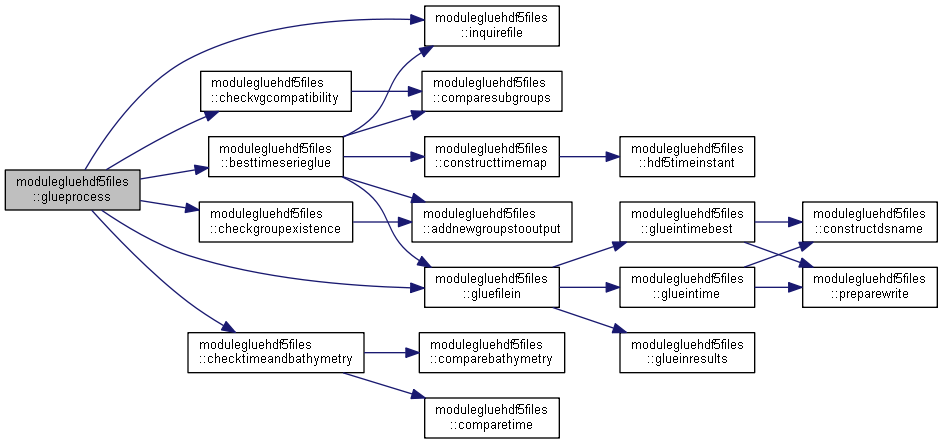 modulegluehdf5files
::glueprocess
modulegluehdf5files
::inquirefile
modulegluehdf5files
::checkvgcompatibility
modulegluehdf5files
::comparesubgroups
modulegluehdf5files
::besttimeserieglue
modulegluehdf5files
::constructtimemap
modulegluehdf5files
::hdf5timeinstant
modulegluehdf5files
::checkgroupexistence
modulegluehdf5files
::addnewgroupstooutput
modulegluehdf5files
::glueintimebest
modulegluehdf5files
::constructdsname
modulegluehdf5files
::gluefilein
modulegluehdf5files
::glueintime
modulegluehdf5files
::preparewrite
modulegluehdf5files
::checktimeandbathymetry
modulegluehdf5files
::comparebathymetry
modulegluehdf5files
::glueinresults
modulegluehdf5files
::comparetime